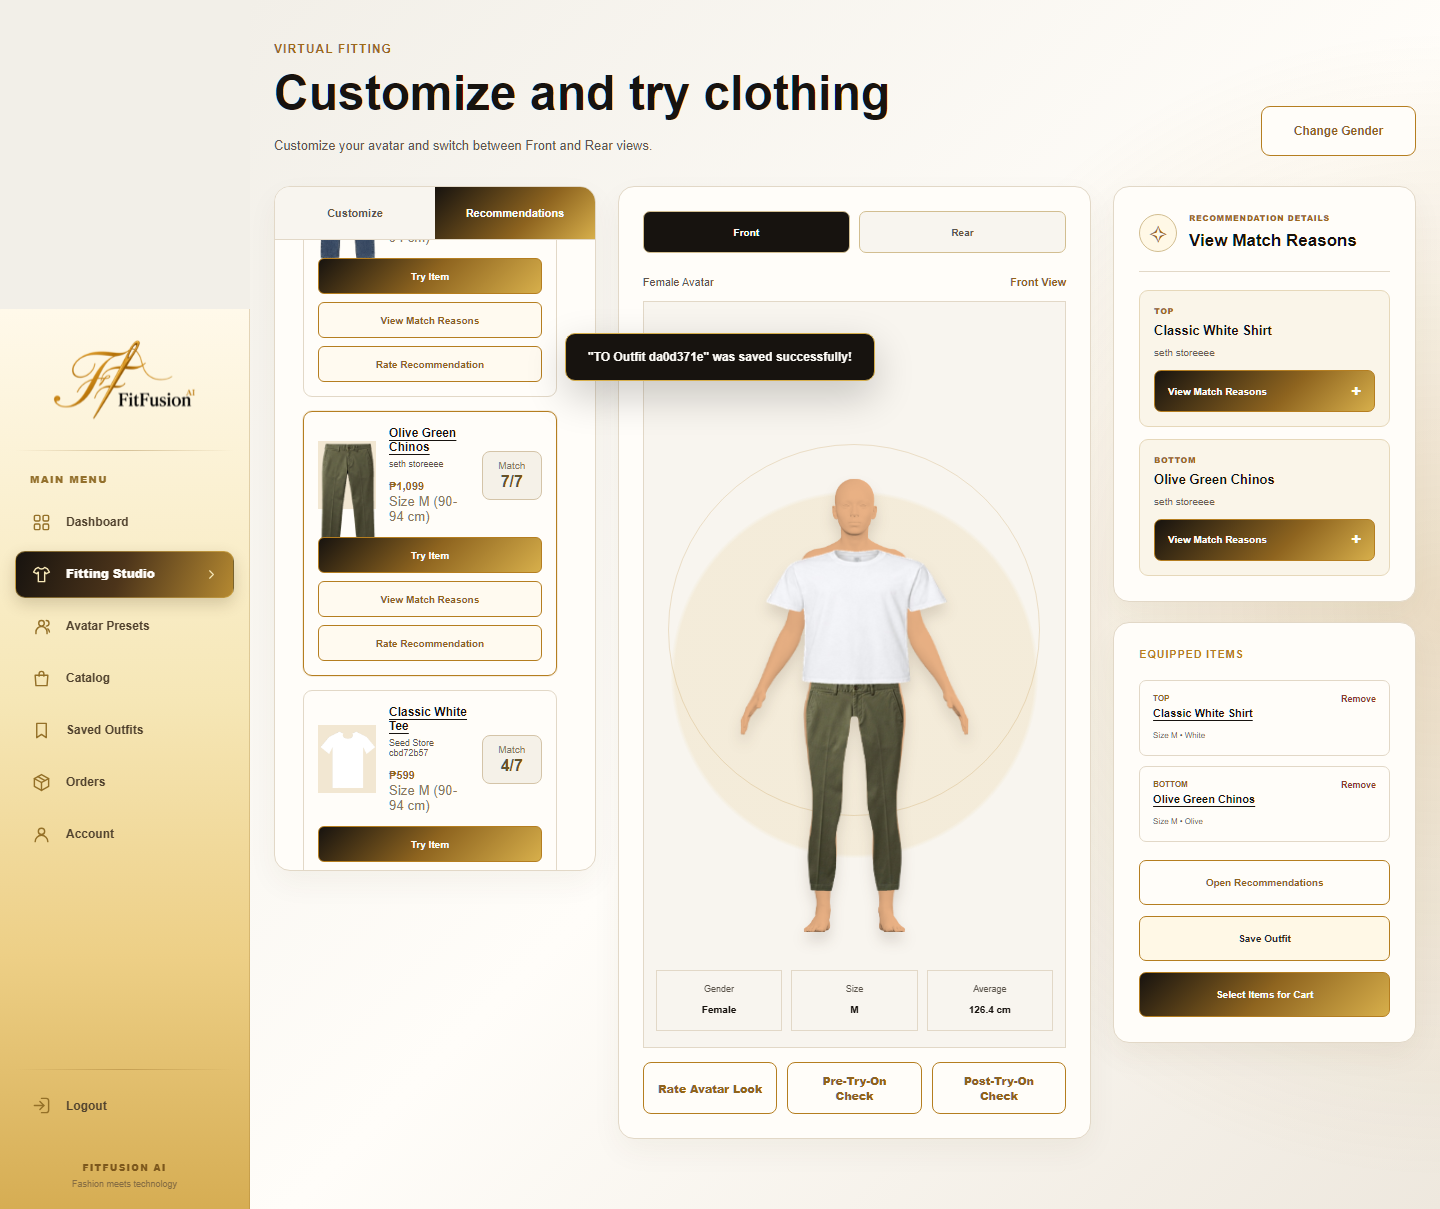 VIRTUAL FITTING
Customize and try clothing
Customize your avatar and switch between Front and Rear views.
Change Gender
FitFusion AI
MAIN MENU
Dashboard
Fitting Studio
Avatar Presets
Catalog
Saved Outfits
Orders
Account
Logout
FITFUSION AI
Fashion meets technology
Customize
Recommendations
Try Item
View Match Reasons
Rate Recommendation
Olive Green
Chinos
seth storeeee
₱1,099
Size M (90-
94 cm)
Match
7/7
Try Item
View Match Reasons
Rate Recommendation
Classic White
Tee
Seed Store
cbd72b57
₱599
Size M (90-
94 cm)
Match
4/7
Try Item
Front
Rear
Female Avatar
Front View
"TO Outfit da0d371e" was saved successfully!
Gender
Female
Size
M
Average
126.4 cm
Rate Avatar Look
Pre-Try-On
Check
Post-Try-On
Check
RECOMMENDATION DETAILS
View Match Reasons
TOP
Classic White Shirt
seth storeeee
View Match Reasons +
BOTTOM
Olive Green Chinos
seth storeeee
View Match Reasons +
EQUIPPED ITEMS
TOP
Remove
Classic White Shirt
Size M • White
BOTTOM
Remove
Olive Green Chinos
Size M • Olive
Open Recommendations
Save Outfit
Select Items for Cart